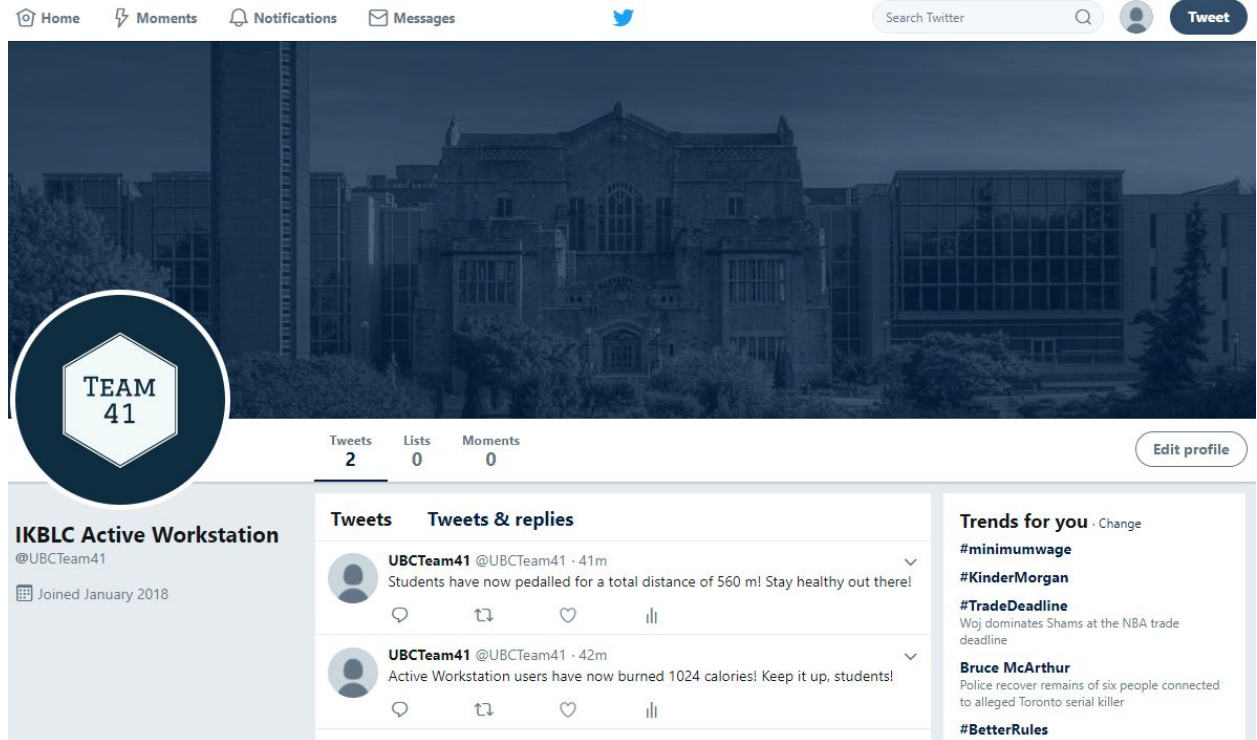 Home Moments Notifications Messages Search Twitter Tweet
TEAM
41
Tweets Lists Moments
2 0 0
Edit profile
IKBLC Active Workstation
@UBCTeam41
Joined January 2018
Tweets Tweets & replies
UBCTeam41 @UBCTeam41 · 41m
Students have now pedalled for a total distance of 560 m! Stay healthy out there!
UBCTeam41 @UBCTeam41 · 42m
Active Workstation users have now burned 1024 calories! Keep it up, students!
Trends for you · Change
#minimumwage
#KinderMorgan
#TradeDeadline
Woj dominates Shams at the NBA trade
deadline
Bruce McArthur
Police recover remains of six people connected
to alleged Toronto serial killer
#BetterRules